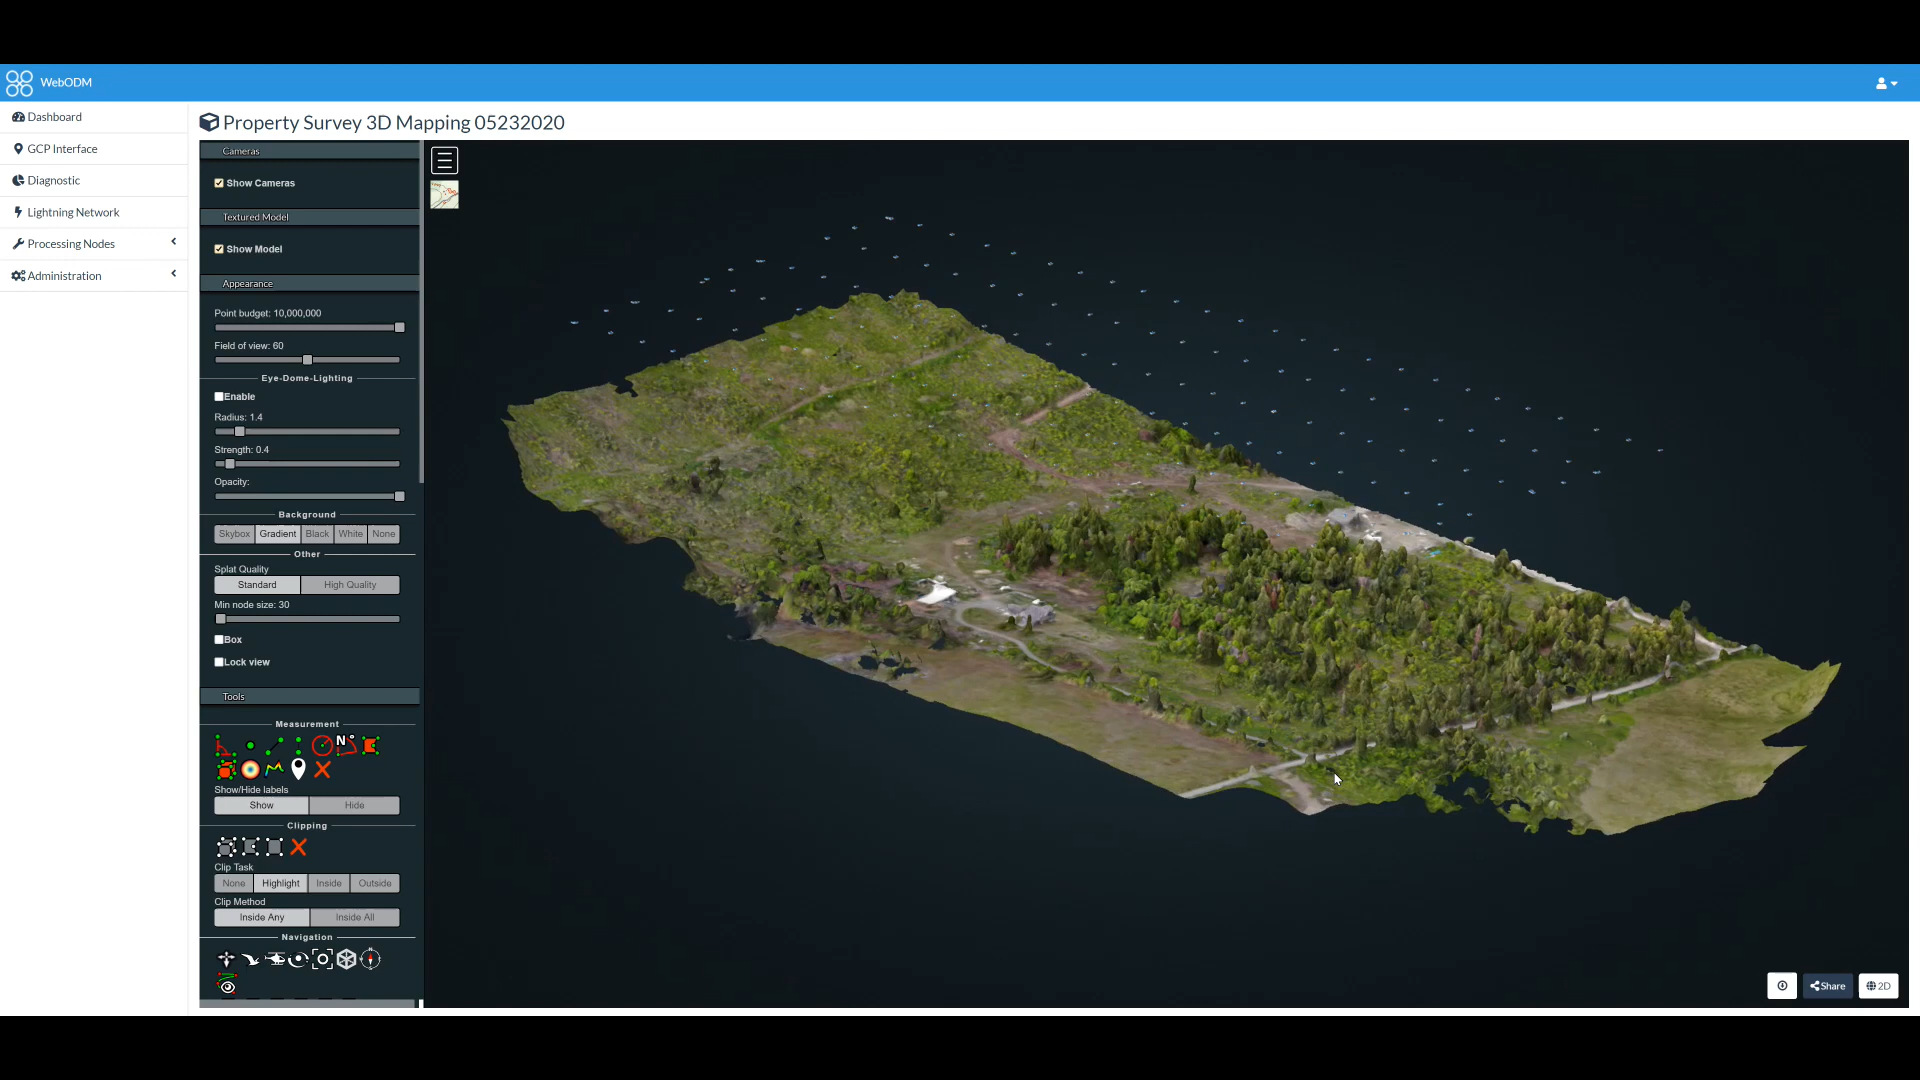 WebODM
Dashboard
GCP Interface
Diagnostic
Lightning Network
Processing Nodes
Administration
Property Survey 3D Mapping 05232020
Cameras
Show Cameras
Textured Model
Show Model
Appearance
Point budget: 10,000,000
Field of view: 60
Eye-Dome-Lighting
Enable
Radius: 1.4
Strength: 0.4
Opacity:
Background
Skybox Gradient Black White None
Other
Splat Quality
Standard High Quality
Min node size: 30
Box
Lock view
Tools
Measurement
N
Show/Hide labels
Show Hide
Clipping
Clip Task
None Highlight Inside Outside
Clip Method
Inside Any Inside All
Navigation
Share 2D